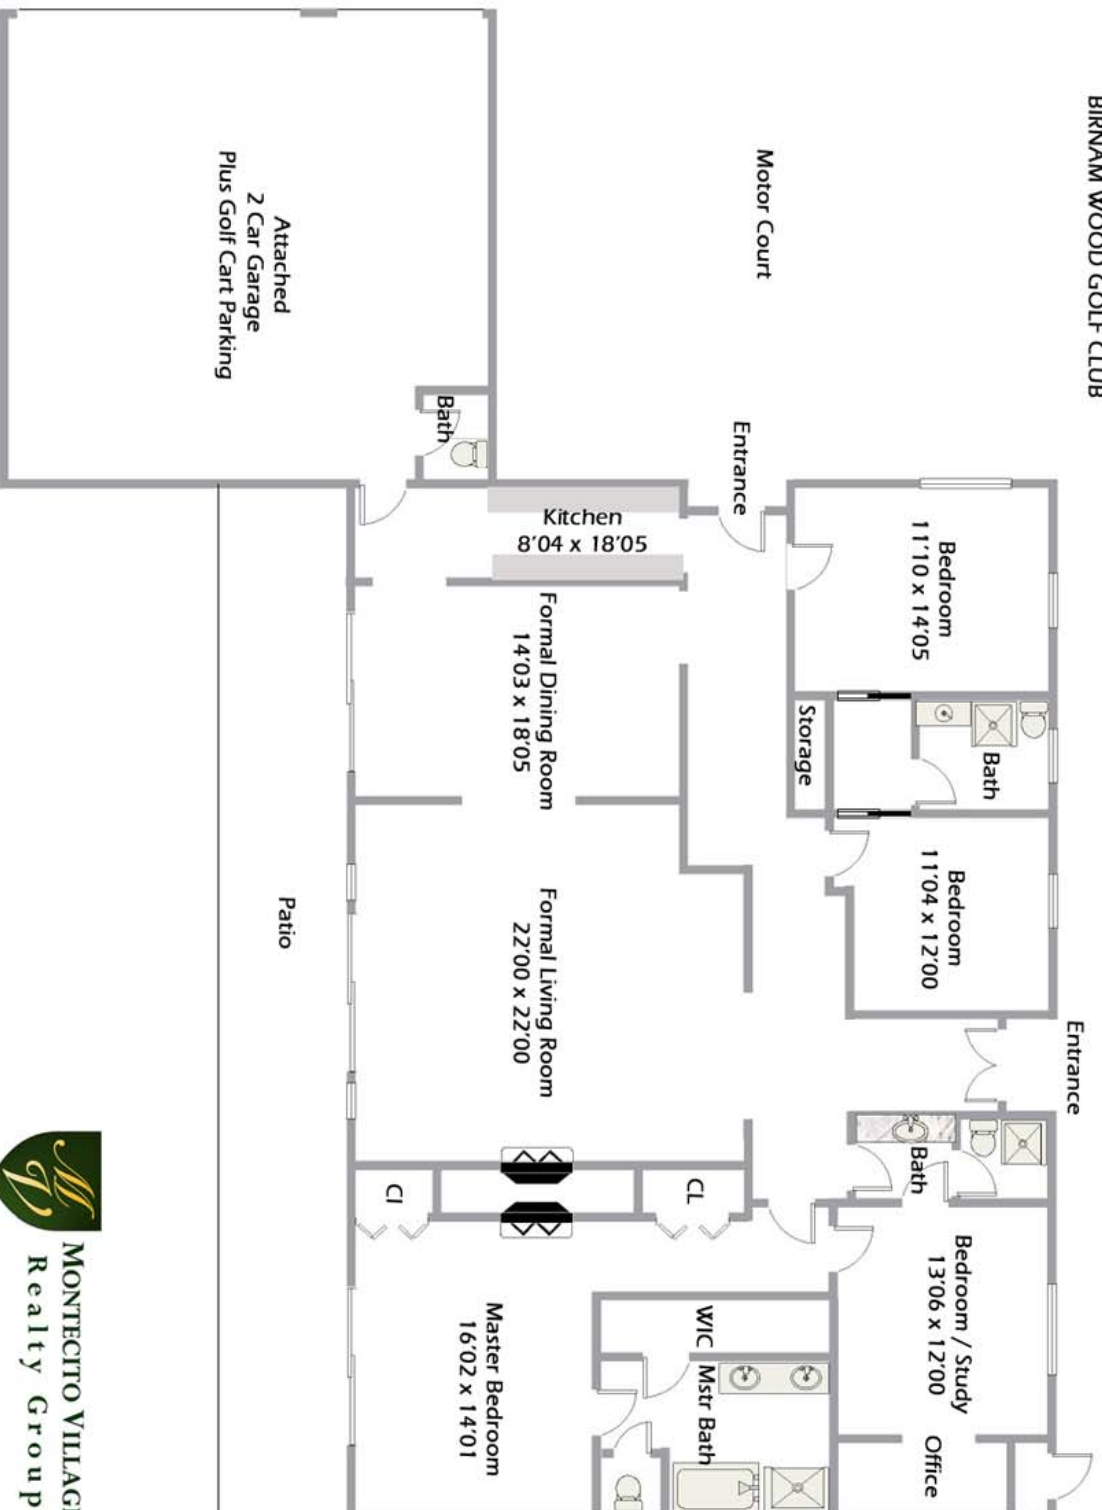 BIRNAM WOOD GOLF CLUB
Entrance
Bedroom / Study
13'06 x 12'00
Office
Bedroom
11'04 x 12'00
Bath
Bath
Bedroom
11'10 x 14'05
Storage
Motor Court
Entrance
WIC
Mstr Bath
CL
Kitchen
8'04 x 18'05
Formal Dining Room
14'03 x 18'05
Formal Living Room
22'00 x 22'00
Master Bedroom
16'02 x 14'01
Bath
Cl
Attached
2 Car Garage
Plus Golf Cart Parking
Patio
MONTECITO VILLAGE
Realty Group